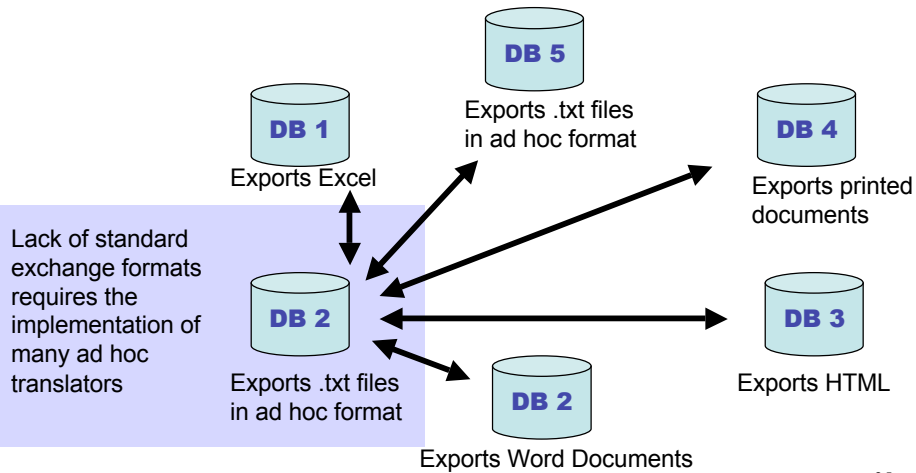 DB 5
Exports .txt files
in ad hoc format
DB 1
Exports Excel
DB 4
Exports printed
documents
Lack of standard
exchange formats
requires the
implementation of
many ad hoc
translators
DB 2
Exports .txt files
in ad hoc format
DB 3
Exports HTML
DB 2
Exports Word Documents